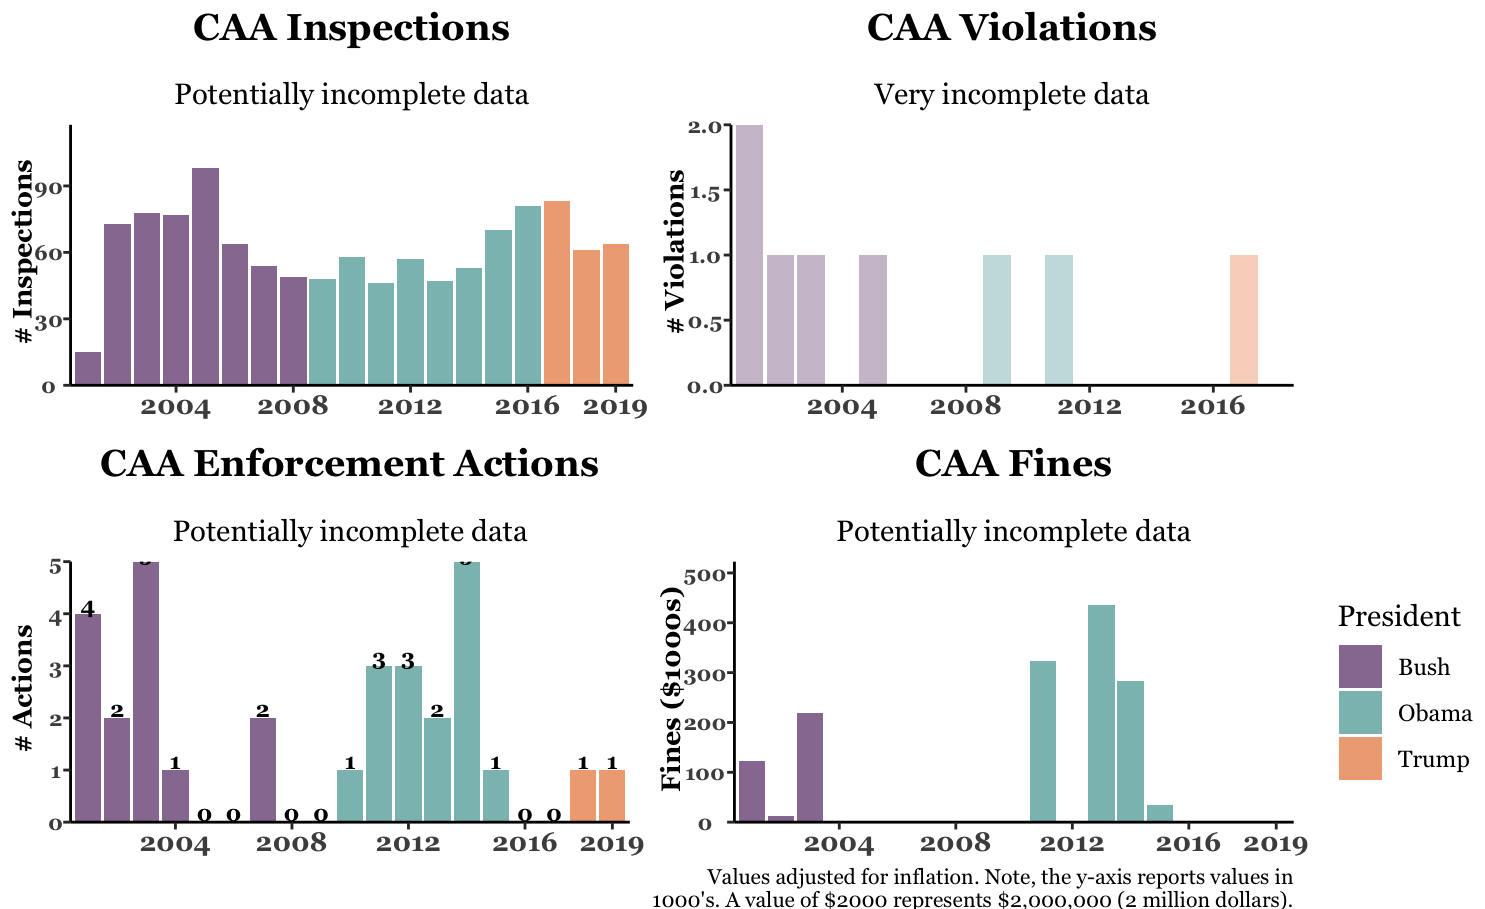 CAA Inspections
Potentially incomplete data
# Inspections
90
60
30
0
2004 2008 2012 2016 2019
CAA Violations
Very incomplete data
# Violations
2.0
1.5
1.0
0.5
0.0
2004 2008 2012 2016
CAA Enforcement Actions
Potentially incomplete data
# Actions
5
4
3
2
1
0
4 2 5 1 0 0 2 0 0 1 3 3 2 5 1 0 0 1 1
2004 2008 2012 2016 2019
CAA Fines
Potentially incomplete data
Fines ($1000s)
500
400
300
200
100
0
2004 2008 2012 2016 2019
President
Bush
Obama
Trump
Values adjusted for inflation. Note, the y-axis reports values in
1000's. A value of $2000 represents $2,000,000 (2 million dollars).